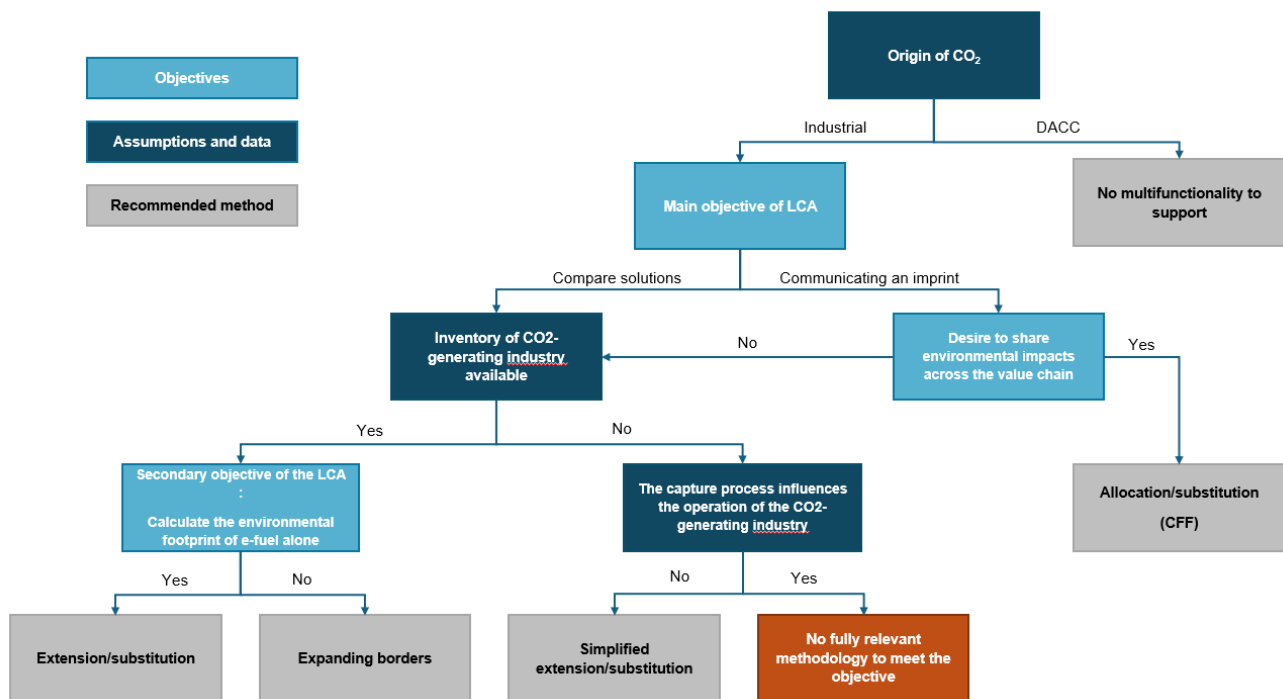 Objectives
Assumptions and data
Recommended method
Origin of CO₂
Industrial
DACC
Main objective of LCA
No multifunctionality to
support
Compare solutions
Communicating an imprint
Inventory of CO2-
generating industry
available
No
Desire to share
environmental impacts
across the value chain
Yes
Yes
No
Secondary objective of the LCA
:
Calculate the environmental
footprint of e-fuel alone
The capture process influences
the operation of the CO2-
generating industry
Allocation/substitution
(CFF)
Yes
No
No
Yes
Extension/substitution
Expanding borders
Simplified
extension/substitution
No fully relevant
methodology to meet the
objective